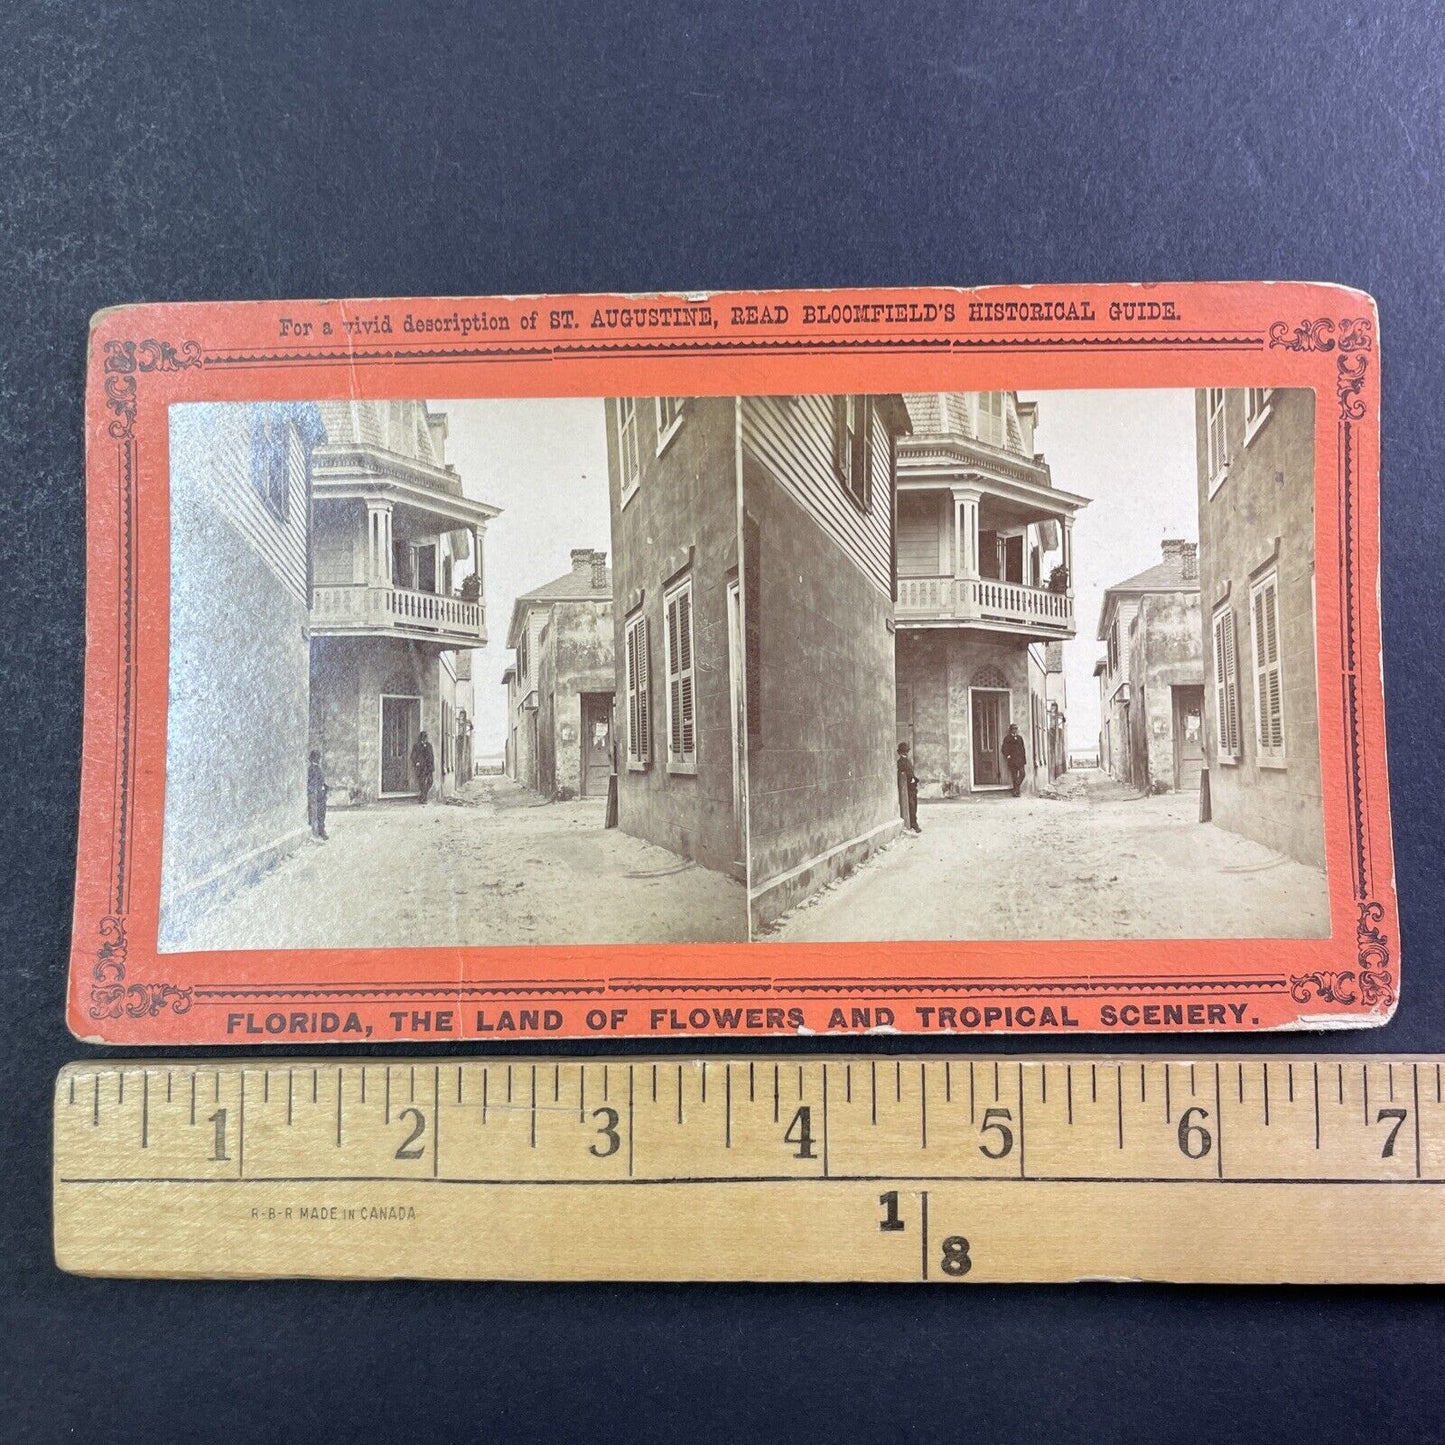 For a vivid description of ST. AUGUSTINE, READ BLOOMFIELD'S HISTORICAL GUIDE.
FLORIDA, THE LAND OF FLOWERS AND TROPICAL SCENERY.
1 2 3 4 5 6 7
R-B-R MADE IN CANADA
1
8